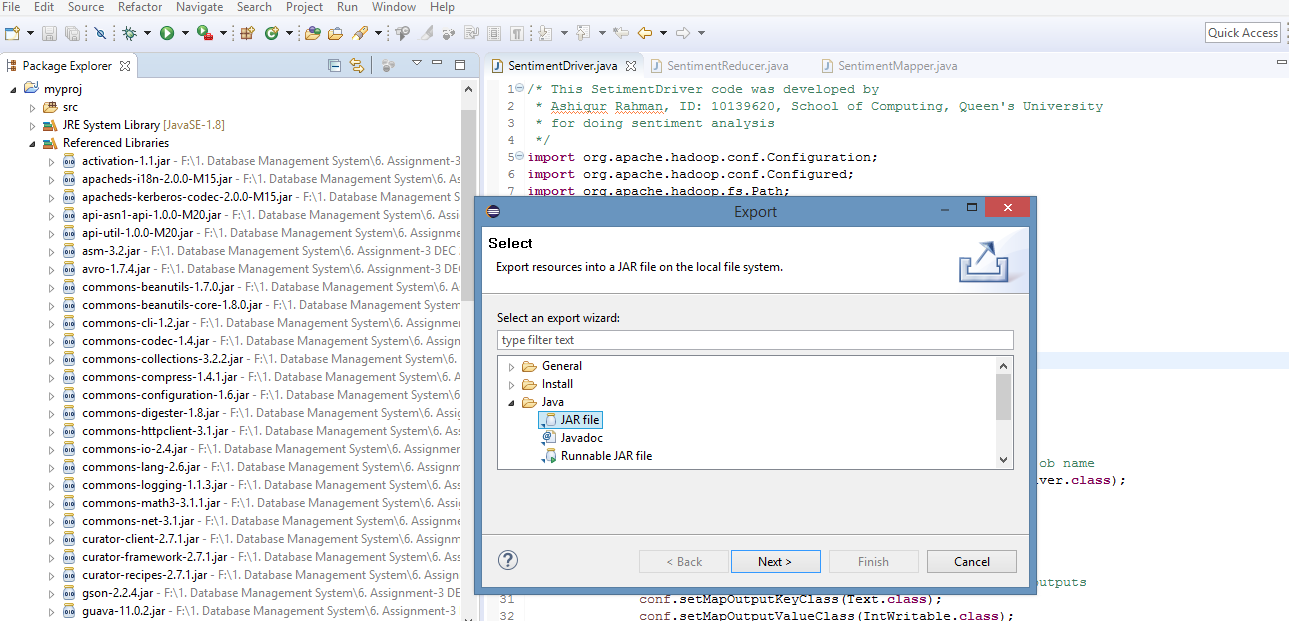 File Edit Source Refactor Navigate Search Project Run Window Help
Quick Access
Package Explorer
myproj
src
JRE System Library [JavaSE-1.8]
Referenced Libraries
activation-1.1.jar - F:\1. Database Management System\6. Assignment-3
apacheds-i18n-2.0.0-M15.jar - F:\1. Database Management System\6.
apacheds-kerberos-codec-2.0.0-M15.jar - F:\1. Database Management S
api-asn1-api-1.0.0-M20.jar - F:\1. Database Management System\6. Ass
api-util-1.0.0-M20.jar - F:\1. Database Management System\6. Assignm
asm-3.2.jar - F:\1. Database Management System\6. Assignment-3 DEC
avro-1.7.4.jar - F:\1. Database Management System\6. Assignment-3 DE
commons-beanutils-1.7.0.jar - F:\1. Database Management System\6.
commons-beanutils-core-1.8.0.jar - F:\1. Database Management System
commons-cli-1.2.jar - F:\1. Database Management System\6. Assignme
commons-codec-1.4.jar - F:\1. Database Management System\6. Assign
commons-collections-3.2.2.jar - F:\1. Database Management System\6.
commons-compress-1.4.1.jar - F:\1. Database Management System\6. A
commons-configuration-1.6.jar - F:\1. Database Management System\6.
commons-digester-1.8.jar - F:\1. Database Management System\6. Assi
commons-httpclient-3.1.jar - F:\1. Database Management System\6. Ass
commons-io-2.4.jar - F:\1. Database Management System\6. Assignmen
commons-lang-2.6.jar - F:\1. Database Management System\6. Assignm
commons-logging-1.1.3.jar - F:\1. Database Management System\6. Ass
commons-math3-3.1.1.jar - F:\1. Database Management System\6. Assi
commons-net-3.1.jar - F:\1. Database Management System\6. Assignme
curator-client-2.7.1.jar - F:\1. Database Management System\6. Assignm
curator-framework-2.7.1.jar - F:\1. Database Management System\6. As
curator-recipes-2.7.1.jar - F:\1. Database Management System\6. Assign
gson-2.2.4.jar - F:\1. Database Management System\6. Assignment-3 DE
guava-11.0.2.jar - F:\1. Database Management System\6. Assignment-3
SentimentDriver.java SentimentReducer.java SentimentMapper.java
1 /* This SetimentDriver code was developed by
2 * Ashiqur Rahman, ID: 10139620, School of Computing, Queen's University
3 * for doing sentiment analysis
4 */
5 import org.apache.hadoop.conf.Configuration;
6 import org.apache.hadoop.conf.Configured;
7 import org.apache.hadoop.fs.Path;
Export
Select
Export resources into a JAR file on the local file system.
Select an export wizard:
type filter text
General
Install
Java
JAR file
Javadoc
Runnable JAR file
ob name
ver.class);
< Back Next > Finish Cancel
utputs
31 conf.setMapOutputKeyClass(Text.class);
32 conf.setMapOutputValueClass(IntWritable.class);